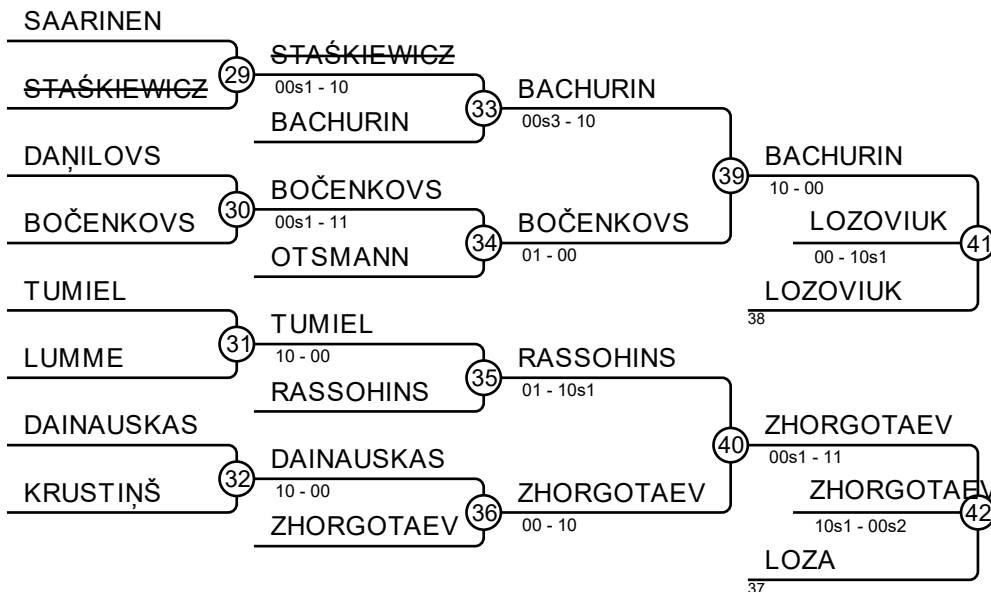 SAARINEN
29
STAŚKIEWICZ
STAŚKIEWICZ
00s1 - 10
33
BACHURIN
BACHURIN
00s3 - 10
DAŅILOVS
30
BOČENKOVS
BOČENKOVS
00s1 - 11
34
OTSMANN
BOČENKOVS
01 - 00
39
BACHURIN
10 - 00
LOZOVIUK
00 - 10s1
41
LOZOVIUK
38
TUMIEL
31
LUMME
TUMIEL
10 - 00
35
RASSOHINS
RASSOHINS
01 - 10s1
DAINAUSKAS
32
KRUSTIŅŠ
DAINAUSKAS
10 - 00
36
ZHORGOTAEV
ZHORGOTAEV
00 - 10
40
ZHORGOTAEV
00s1 - 11
ZHORGOTAEV
10s1 - 00s2
42
LOZA
37